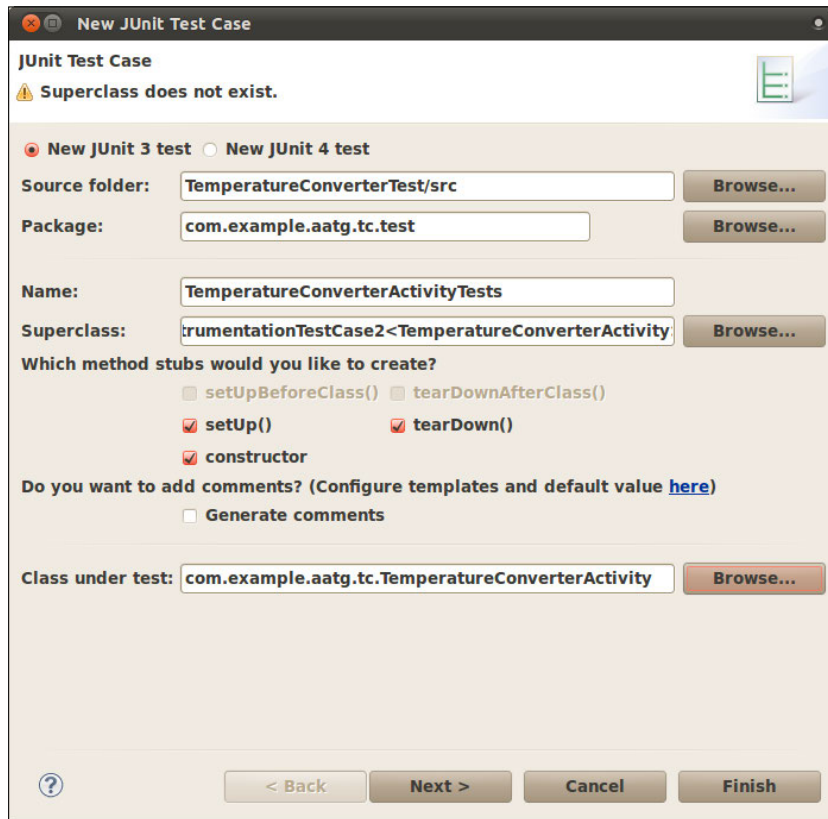 New JUnit Test Case
JUnit Test Case
Superclass does not exist.
New JUnit 3 test New JUnit 4 test
Source folder: TemperatureConverterTest/src Browse...
Package: com.example.aatg.tc.test Browse...
Name: TemperatureConverterActivityTests
Superclass: trumentationTestCase2<TemperatureConverterActivity Browse...
Which method stubs would you like to create?
setUpBeforeClass() tearDownAfterClass()
setUp() tearDown()
constructor
Do you want to add comments? (Configure templates and default value here)
Generate comments
Class under test: com.example.aatg.tc.TemperatureConverterActivity Browse...
? < Back Next > Cancel Finish